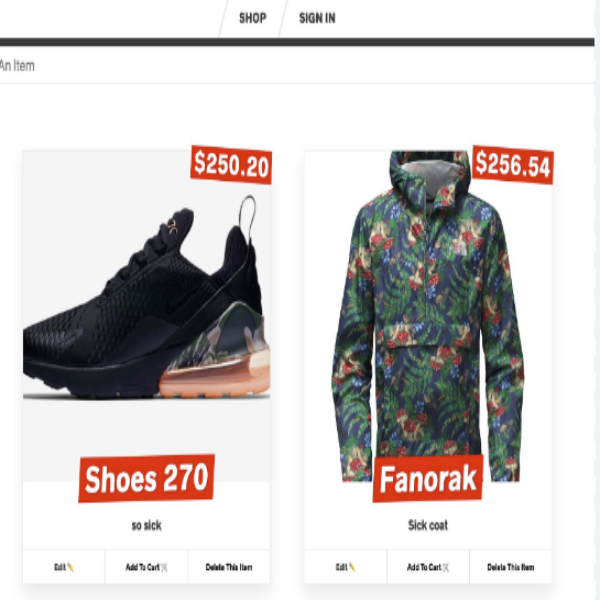 SHOP SIGN IN
An Item
$250.20
$256.54
Shoes 270
Fanorak
so sick
Sick coat
Edit Add To Cart Delete This Item
Edit Add To Cart Delete This Item